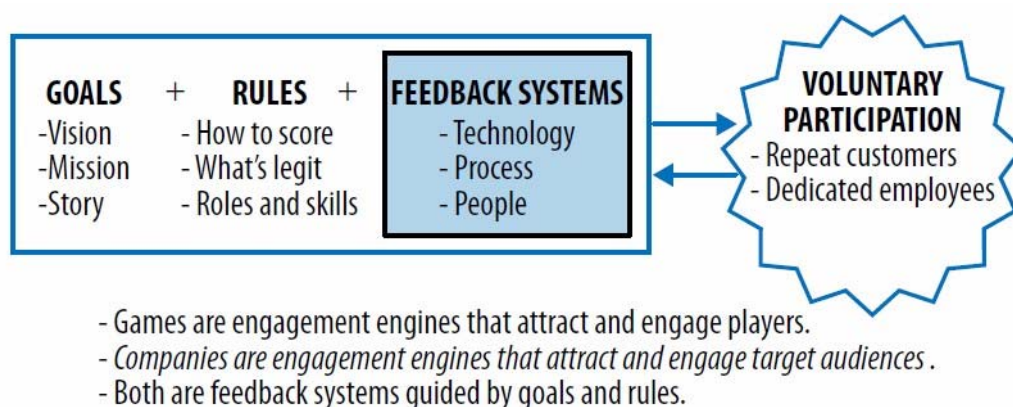 GOALS + RULES + FEEDBACK SYSTEMS
-Vision - How to score - Technology
-Mission - What's legit - Process
-Story - Roles and skills - People
VOLUNTARY
PARTICIPATION
- Repeat customers
- Dedicated employees
- Games are engagement engines that attract and engage players.
- Companies are engagement engines that attract and engage target audiences .
- Both are feedback systems guided by goals and rules.